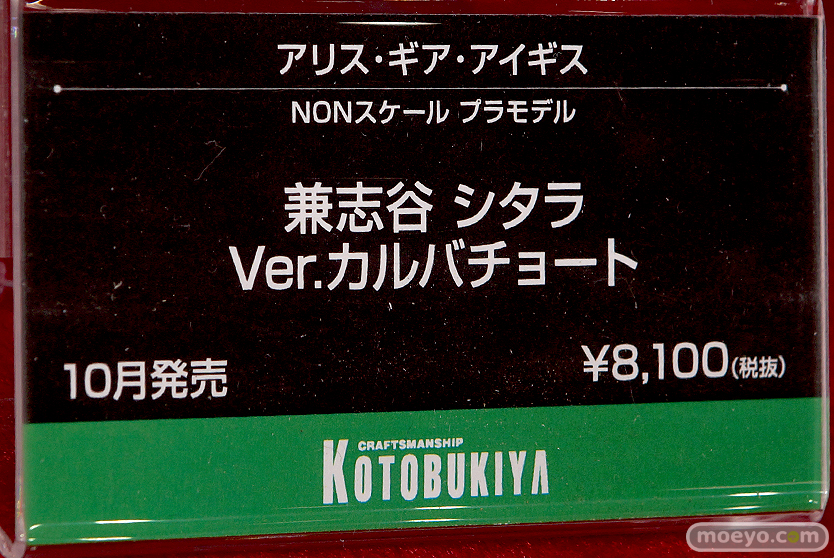 アリス・ギア・アイギス
NONスケール プラモデル
兼志谷 シタラ
Ver.カルバチョート
10月発売
¥8,100(税抜)
CRAFTSMANSHIP
KOTOBUKIYA
moeyo.com